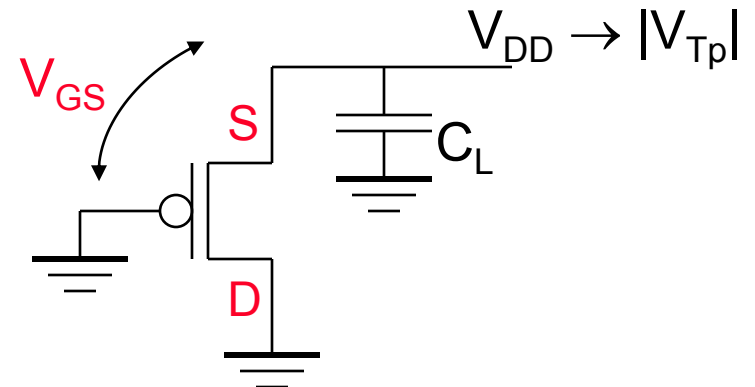 V_DD → |V_Tp|
V_GS
S
C_L
D